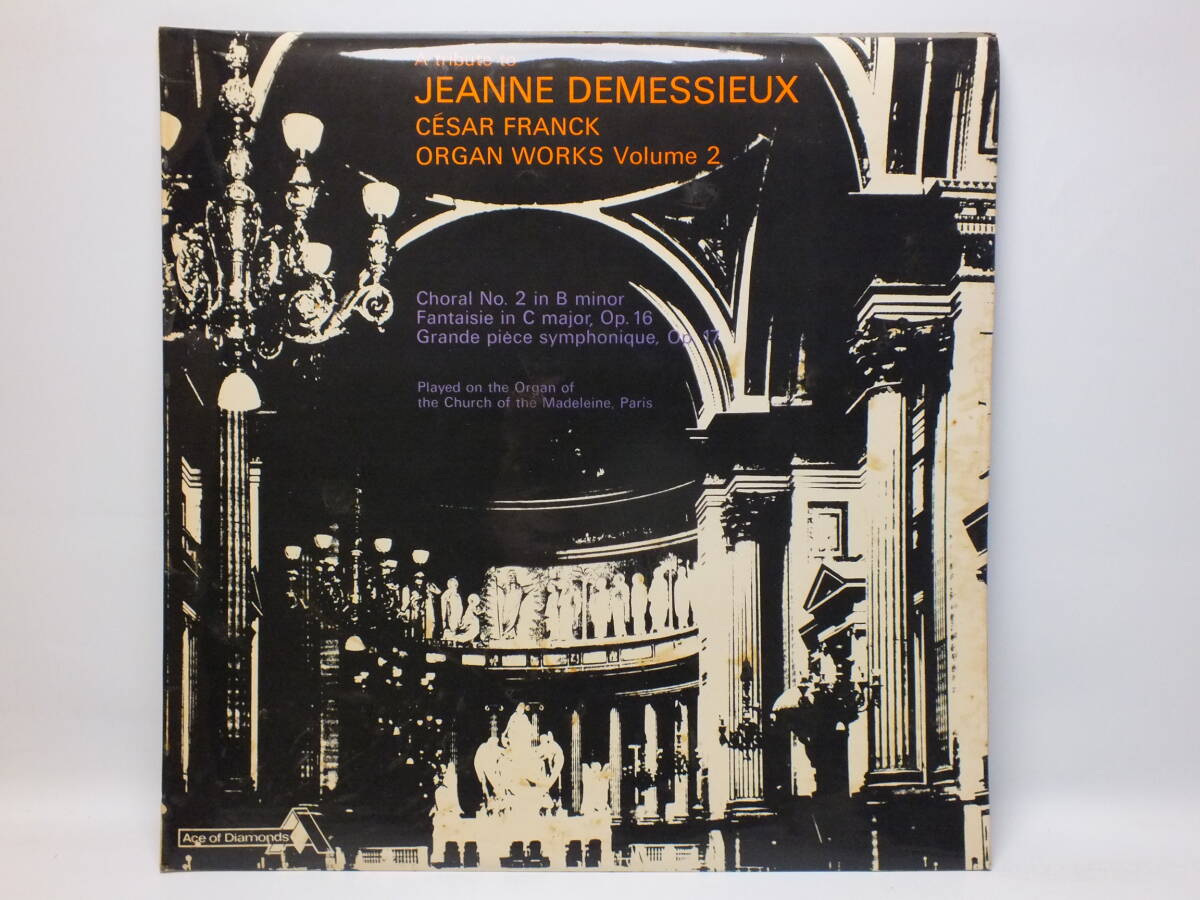 A tribute to
JEANNE DEMESSIEUX
CÉSAR FRANCK
ORGAN WORKS Volume 2
Choral No. 2 in B minor
Fantaisie in C major, Op. 16
Grande pièce symphonique, Op. 17
Played on the Organ of
the Church of the Madeleine, Paris
Ace of Diamonds